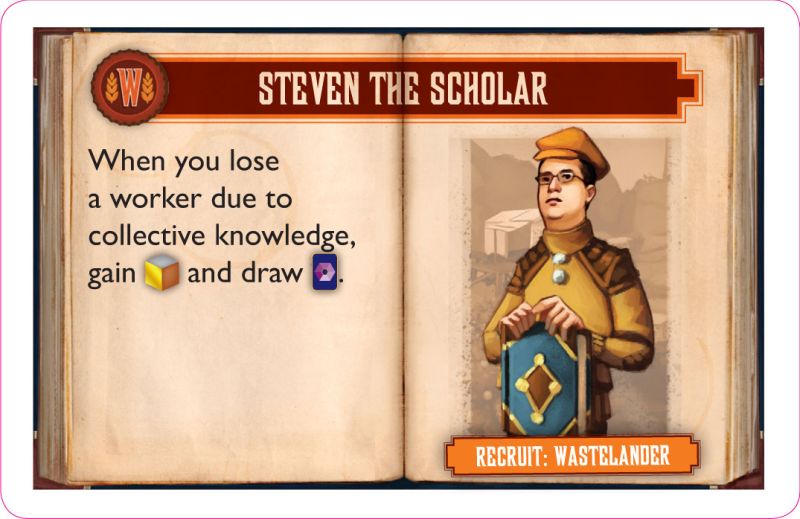 W
STEVEN THE SCHOLAR
When you lose
a worker due to
collective knowledge,
gain and draw .
RECRUIT: WASTELANDER